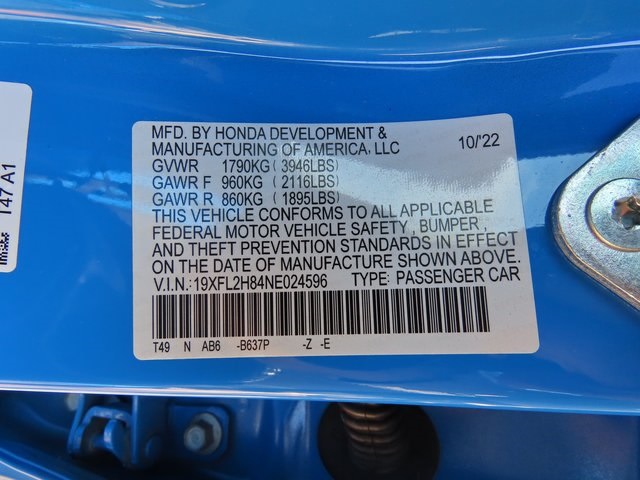 MFD. BY HONDA DEVELOPMENT &
MANUFACTURING OF AMERICA, LLC 10/'22
GVWR 1790KG ( 3946LBS)
GAWR F 960KG ( 2116LBS)
GAWR R 860KG ( 1895LBS)
THIS VEHICLE CONFORMS TO ALL APPLICABLE
FEDERAL MOTOR VEHICLE SAFETY, BUMPER,
AND THEFT PREVENTION STANDARDS IN EFFECT
ON THE DATE OF MANUFACTURE SHOWN ABOVE.
V.I.N.:19XFL2H84NE024596 TYPE: PASSENGER CAR
T49 N AB6 -B637P -Z -E
T47 A1